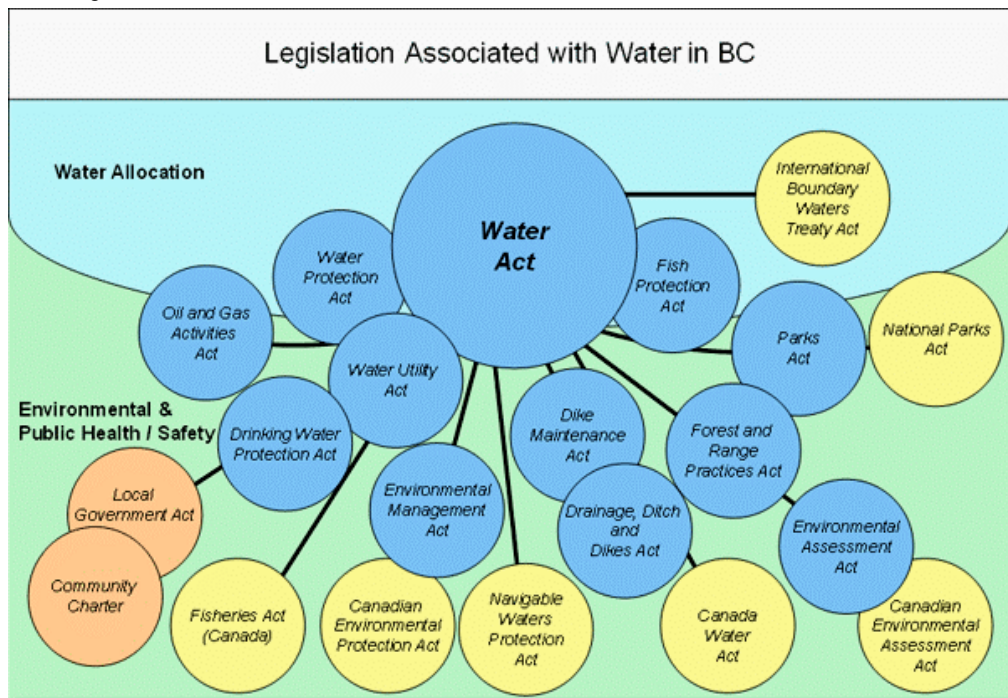 Legislation Associated with Water in BC
Water Allocation
International
Boundary
Waters
Treaty Act
Water
Act
Water
Protection
Act
Fish
Protection
Act
Oil and Gas
Activities
Act
Parks
Act
National Parks
Act
Water Utility
Act
Environmental &
Public Health / Safety
Drinking Water
Protection Act
Dike
Maintenance
Act
Forest and
Range
Practices Act
Local
Government Act
Environmental
Management
Act
Drainage, Ditch
and
Dikes Act
Environmental
Assessment
Act
Community
Charter
Fisheries Act
(Canada)
Canadian
Environmental
Protection Act
Navigable
Waters
Protection
Act
Canada
Water
Act
Canadian
Environmental
Assessment
Act